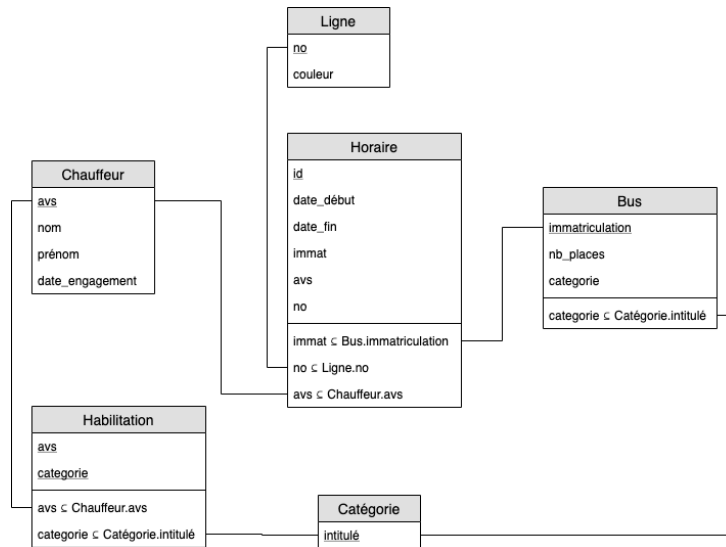 Ligne
no
couleur
Horaire
id
date_début
date_fin
immat
avs
no
immat ⊆ Bus.immatriculation
no ⊆ Ligne.no
avs ⊆ Chauffeur.avs
Chauffeur
avs
nom
prénom
date_engagement
Bus
immatriculation
nb_places
categorie
categorie ⊆ Catégorie.intitulé
Habilitation
avs
categorie
avs ⊆ Chauffeur.avs
categorie ⊆ Catégorie.intitulé
Catégorie
intitulé